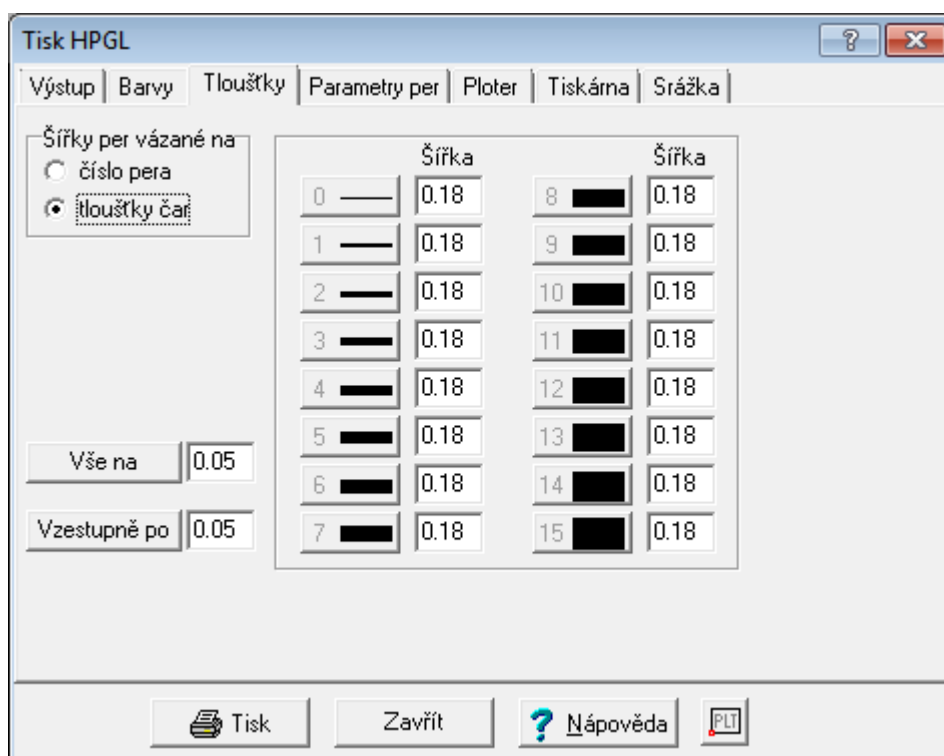 Tisk HPGL
Výstup Barvy Tloušťky Parametry per Ploter Tiskárna Srážka
Šířky per vázané na
číslo pera
tloušťky čar
Šířka Šířka
0 0.18 8 0.18
1 0.18 9 0.18
2 0.18 10 0.18
3 0.18 11 0.18
4 0.18 12 0.18
5 0.18 13 0.18
6 0.18 14 0.18
7 0.18 15 0.18
Vše na 0.05
Vzestupně po 0.05
Tisk Zavřít ? Nápověda PLT